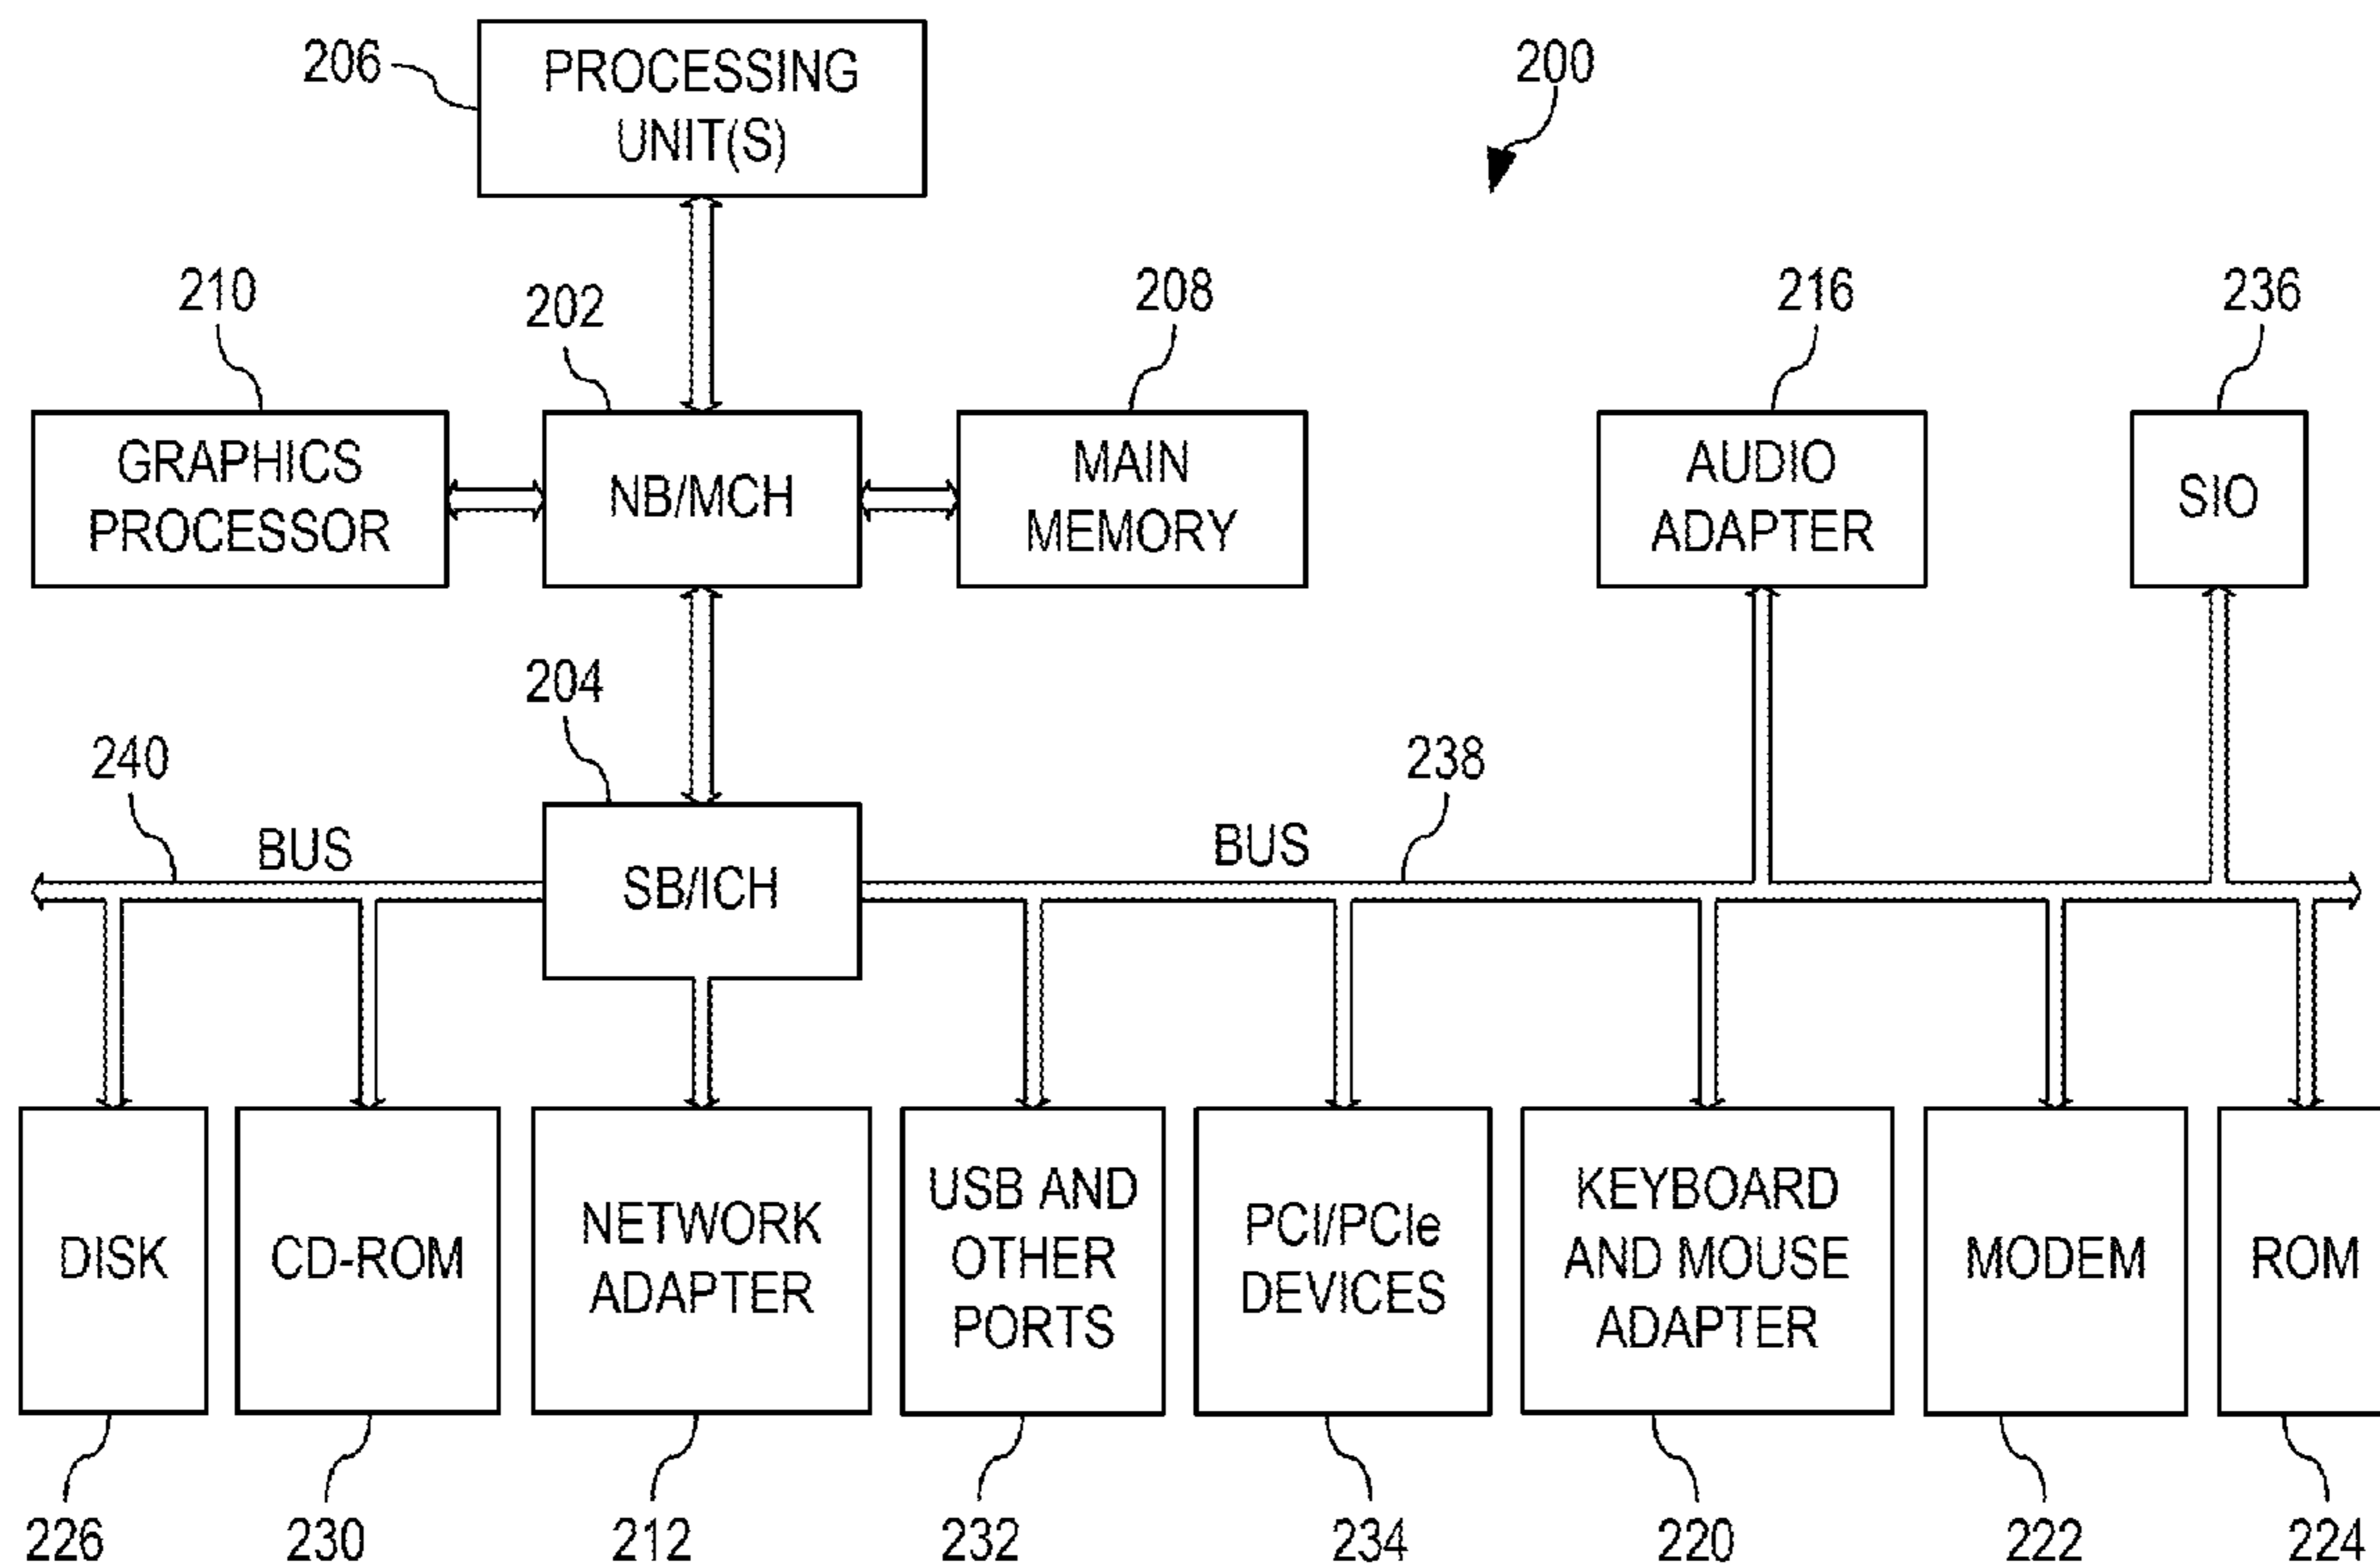 206
PROCESSING
UNIT(S)
200
210
202
208
216
236
GRAPHICS
PROCESSOR
NB/MCH
MAIN
MEMORY
AUDIO
ADAPTER
SIO
204
240
238
BUS
BUS
SB/ICH
DISK
CD-ROM
NETWORK
ADAPTER
USB AND
OTHER
PORTS
PCI/PCIe
DEVICES
KEYBOARD
AND MOUSE
ADAPTER
MODEM
ROM
226
230
212
232
234
220
222
224